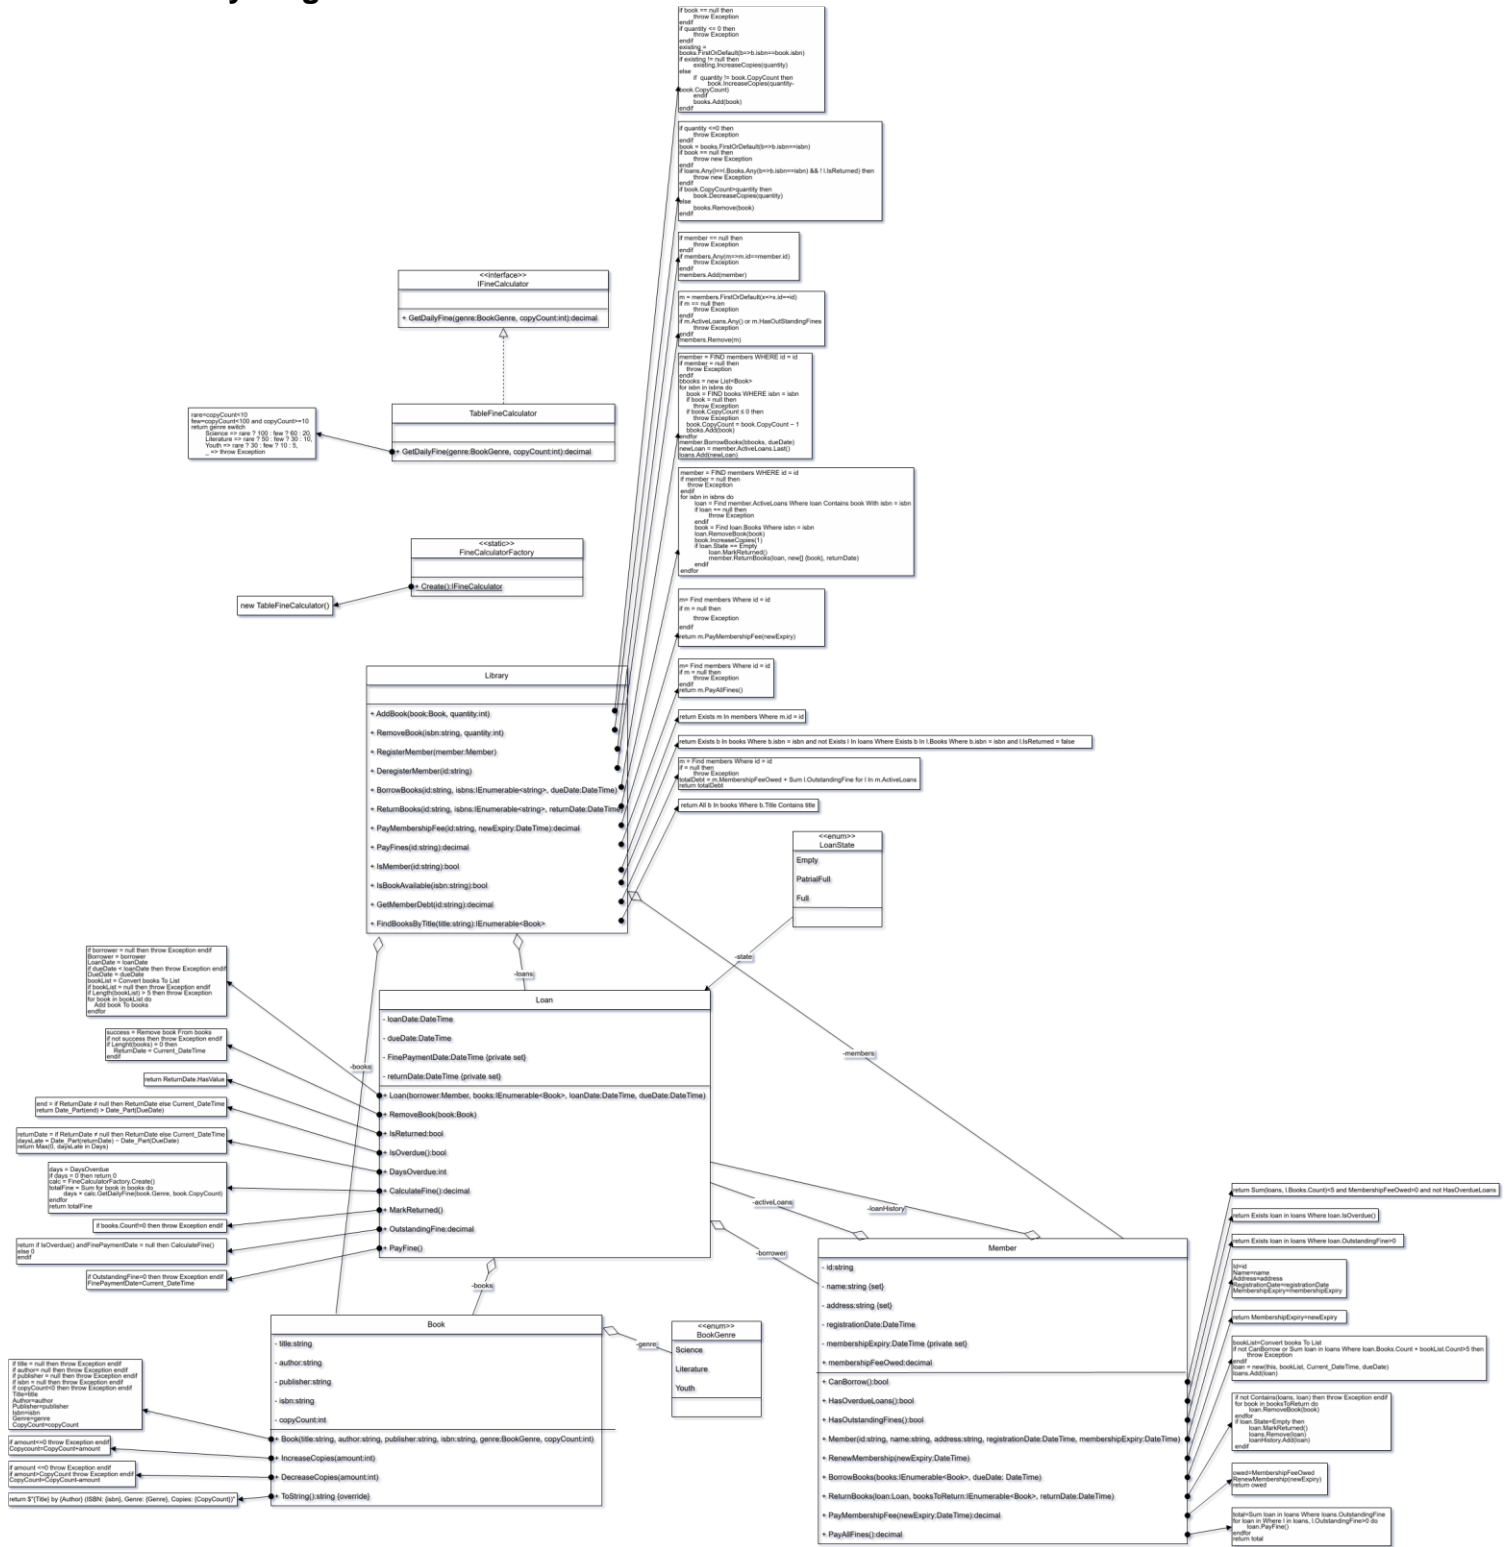 if book == null then
throw Exception
endif
if quantity <= 0 then
throw Exception
endif
existing =
books.FirstOrDefault(b=>b.isbn==book.isbn)
if existing != null then
existing.IncreaseCopies(quantity)
else
if quantity != book.CopyCount then
book.IncreaseCopies(quantity-
book.CopyCount)
endif
books.Add(book)
endif
if quantity <=0 then
throw Exception
endif
book = books.FirstOrDefault(b=>b.isbn==isbn)
if book == null then
throw new Exception
endif
if loans.Any(l=>l.Books.Any(b=>b.isbn==isbn) && ! l.IsReturned) then
throw new Exception
endif
if book.CopyCount>quantity then
book.DecreaseCopies(quantity)
else
books.Remove(book)
endif
if member == null then
throw Exception
endif
if members.Any(m=>m.id==member.id)
throw Exception
endif
members.Add(member)
<<interface>>
IFineCalculator
+ GetDailyFine(genre:BookGenre, copyCount:int):decimal
m = members.FirstOrDefault(x=>x.id==id)
if m == null then
throw Exception
endif
if m.ActiveLoans.Any() or m.HasOutStandingFines
throw Exception
endif
members.Remove(m)
member = FIND members WHERE id = id
if member = null then
throw Exception
endif
bbooks = new List<Book>
for isbn in isbns do
book = FIND books WHERE isbn = isbn
if book = null then
throw Exception
if book.CopyCount ≤ 0 then
throw Exception
book.CopyCount = book.CopyCount − 1
bbooks.Add(book)
endfor
member.BorrowBooks(bbooks, dueDate)
newLoan = member.ActiveLoans.Last()
loans.Add(newLoan)
TableFineCalculator
+ GetDailyFine(genre:BookGenre, copyCount:int):decimal
rare=copyCount<10
few=copyCount<100 and copyCount>=10
return genre switch
Science => rare ? 100 : few ? 60 : 20,
Literature => rare ? 50 : few ? 30 : 10,
Youth => rare ? 30 : few ? 10 : 5,
_ => throw Exception
member = FIND members WHERE id = id
if member = null then
throw Exception
endif
for isbn in isbns do
loan = Find member.ActiveLoans Where loan Contains book With isbn = isbn
if loan == null then
throw Exception
endif
book = Find loan.Books Where isbn = isbn
loan.RemoveBook(book)
book.IncreaseCopies(1)
if loan.State == Empty
loan.MarkReturned()
member.ReturnBooks(loan, new[] {book}, returnDate)
endif
endfor
<<static>>
FineCalculatorFactory
+ Create():IFineCalculator
new TableFineCalculator()
m= Find members Where id = id
if m = null then
throw Exception
endif
return m.PayMembershipFee(newExpiry)
m= Find members Where id = id
if m = null then
throw Exception
endif
return m.PayAllFines()
return Exists m In members Where m.id = id
return Exists b In books Where b.isbn = isbn and not Exists l In loans Where Exists b In l.Books Where b.isbn = isbn and l.IsReturned = false
m = Find members Where id = id
if = null then
throw Exception
totalDebt = m.MembershipFeeOwed + Sum l.OutstandingFine for l In m.ActiveLoans
return totalDebt
return All b In books Where b.Title Contains title
Library
+ AddBook(book:Book, quantity:int)
+ RemoveBook(isbn:string, quantity:int)
+ RegisterMember(member:Member)
+ DeregisterMember(id:string)
+ BorrowBooks(id:string, isbns:IEnumerable<string>, dueDate:DateTime)
+ ReturnBooks(id:string, isbns:IEnumerable<string>, returnDate:DateTime)
+ PayMembershipFee(id:string, newExpiry:DateTime):decimal
+ PayFines(id:string):decimal
+ IsMember(id:string):bool
+ IsBookAvailable(isbn:string):bool
+ GetMemberDebt(id:string):decimal
+ FindBooksByTitle(title:string):IEnumerable<Book>
<<enum>>
LoanState
Empty
PatrialFull
Full
-state
-loans
-books
-members
if borrower = null then throw Exception endif
Borrower = borrower
LoanDate = loanDate
if dueDate < loanDate then throw Exception endif
DueDate = dueDate
bookList = Convert books To List
if bookList = null then throw Exception endif
if Length(bookList) > 5 then throw Exception
for book in bookList do
Add book To books
endfor
success = Remove book From books
if not success then throw Exception endif
if Lenght(books) = 0 then
ReturnDate = Current_DateTime
endif
return ReturnDate.HasValue
end = if ReturnDate ≠ null then ReturnDate else Current_DateTime
return Date_Part(end) > Date_Part(DueDate)
returnDate = if ReturnDate ≠ null then ReturnDate else Current_DateTime
daysLate = Date_Part(returnDate) − Date_Part(DueDate)
return Max(0, daysLate in Days)
days = DaysOverdue
if days = 0 then return 0
calc = FineCalculatorFactory.Create()
totalFine = Sum for book in books do
days × calc.GetDailyFine(book.Genre, book.CopyCount)
endfor
return totalFine
if books.Count!=0 then throw Exception endif
return if IsOverdue() andFinePaymentDate = null then CalculateFine()
else 0
endif
if OutstandingFine=0 then throw Exception endif
FinePaymentDate=Current_DateTime
Loan
- loanDate:DateTime
- dueDate:DateTime
- FinePaymentDate:DateTime {private set}
- returnDate:DateTime {private set}
+ Loan(borrower:Member, books:IEnumerable<Book>, loanDate:DateTime, dueDate:DateTime)
+ RemoveBook(book:Book)
+ IsReturned:bool
+ IsOverdue():bool
+ DaysOverdue:int
+ CalculateFine():decimal
+ MarkReturned()
+ OutstandingFine:decimal
+ PayFine()
-activeLoans
-loanHistory
-borrower
-books
-genre
Book
- title:string
- author:string
- publisher:string
- isbn:string
- copyCount:int
+ Book(title:string, author:string, publisher:string, isbn:string, genre:BookGenre, copyCount:int)
+ IncreaseCopies(amount:int)
+ DecreaseCopies(amount:int)
+ ToString():string {override}
if title = null then throw Exception endif
if author= null then throw Exception endif
if publisher = null then throw Exception endif
if isbn = null then throw Exception endif
if copyCount<0 then throw Exception endif
Title=title
Author=author
Publisher=publisher
Isbn=isbn
Genre=genre
CopyCount=copyCount
if amount<=0 throw Exception endif
Copycount=CopyCount+amount
if amount <=0 throw Exception endif
if amount>CopyCount throw Exception endif
CopyCount=CopyCount-amount
return $"{Title} by {Author} (ISBN: {isbn}, Genre: {Genre}, Copies: {CopyCount})"
<<enum>>
BookGenre
Science
Literature
Youth
Member
- id:string
- name:string {set}
- address:string {set}
- registrationDate:DateTime
- membershipExpiry:DateTime {private set}
+ membershipFeeOwed:decimal
+ CanBorrow():bool
+ HasOverdueLoans():bool
+ HasOutstandingFines():bool
+ Member(id:string, name:string, address:string, registrationDate:DateTime, membershipExpiry:DateTime)
+ RenewMembership(newExpiry:DateTime)
+ BorrowBooks(books:IEnumerable<Book>, dueDate: DateTime)
+ ReturnBooks(loan:Loan, booksToReturn:IEnumerable<Book>, returnDate:DateTime)
+ PayMembershipFee(newExpiry:DateTime):decimal
+ PayAllFines():decimal
return Sum(loans, l.Books.Count)<5 and MembershipFeeOwed=0 and not HasOverdueLoans
return Exists loan in loans Where loan.IsOverdue()
return Exists loan in loans Where loan.OutstandingFine>0
Id=id
Name=name
Address=address
RegistrationDate=registrationDate
MembershipExpiry=membershipExpiry
return MembershipExpiry=newExpiry
bookList=Convert books To List
if not CanBorrow or Sum loan in loans Where loan.Books.Count + bookList.Count>5 then
throw Exception
endif
loan = new(this, bookList, Current_DateTime, dueDate)
loans.Add(loan)
if not Contains(loans, loan) then throw Exception endif
for book in booksToReturn do
loan.RemoveBook(book)
endfor
if loan.State=Empty then
loan.MarkReturned()
loans.Remove(loan)
loanHistory.Add(loan)
endif
owed=MembershipFeeOwed
RenewMembership(newExpiry)
return owed
total=Sum loan in loans Where loans.OutstandingFine
for loan in Where l in loans, l.OutstandingFine>0 do
loan.PayFine()
endfor
return total